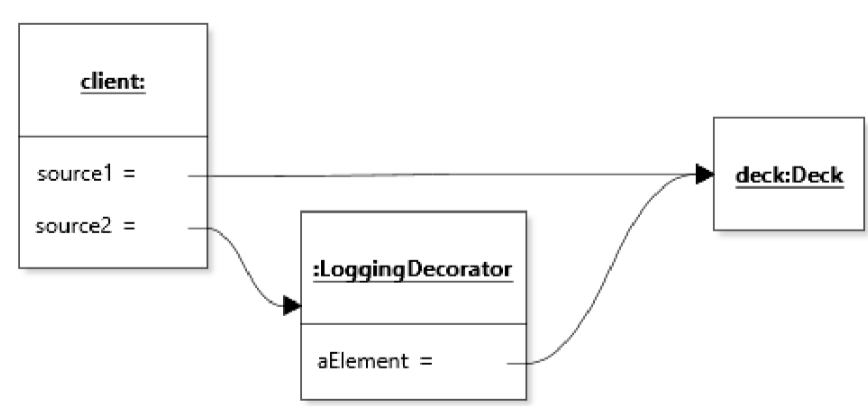 client:
source1 =
source2 =
deck:Deck
:LoggingDecorator
aElement =